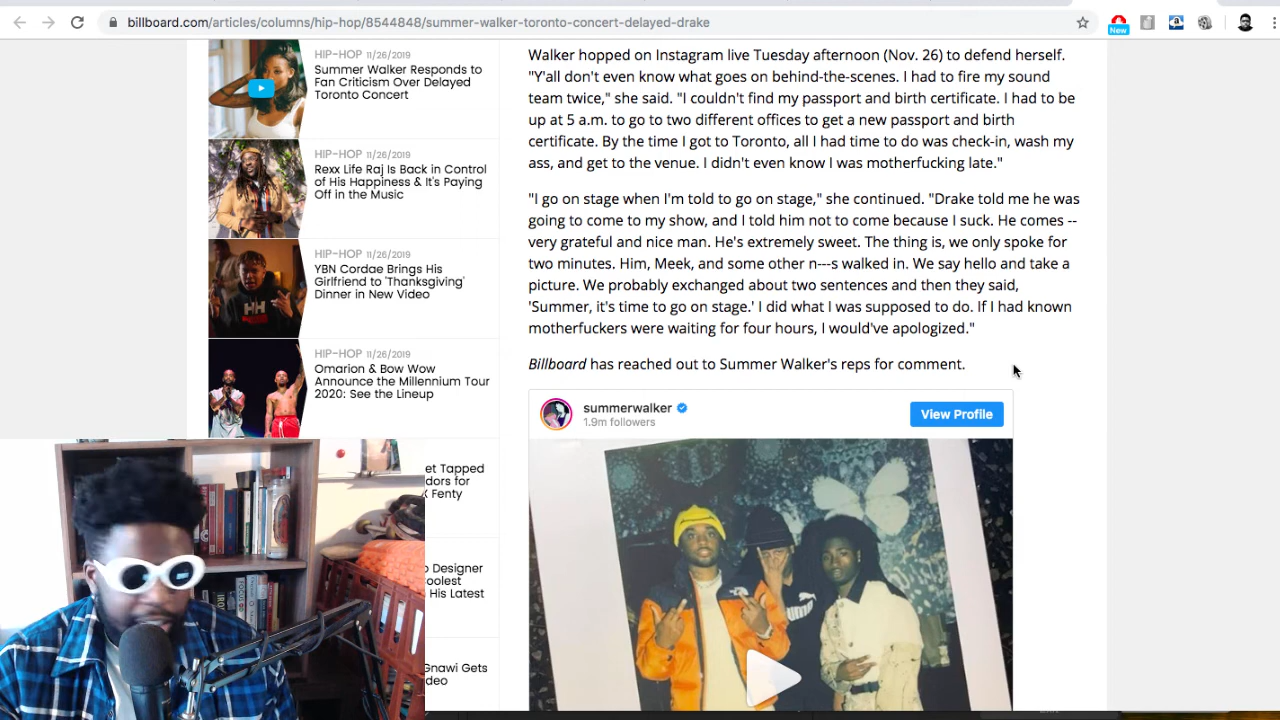 billboard.com/articles/columns/hip-hop/8544848/summer-walker-toronto-concert-delayed-drake
New
HIP-HOP 11/26/2019
Summer Walker Responds to
Fan Criticism Over Delayed
Toronto Concert
HIP-HOP 11/26/2019
Rexx Life Raj Is Back in Control
of His Happiness & It's Paying
Off in the Music
HIP-HOP 11/26/2019
YBN Cordae Brings His
Girlfriend to 'Thanksgiving'
Dinner in New Video
HIP-HOP 11/26/2019
Omarion & Bow Wow
Announce the Millennium Tour
2020: See the Lineup
et Tapped
dors for
X Fenty
o Designer
oolest
His Latest
Gnawi Gets
deo
Walker hopped on Instagram live Tuesday afternoon (Nov. 26) to defend herself.
"Y'all don't even know what goes on behind-the-scenes. I had to fire my sound
team twice," she said. "I couldn't find my passport and birth certificate. I had to be
up at 5 a.m. to go to two different offices to get a new passport and birth
certificate. By the time I got to Toronto, all I had time to do was check-in, wash my
ass, and get to the venue. I didn't even know I was motherfucking late."
"I go on stage when I'm told to go on stage," she continued. "Drake told me he was
going to come to my show, and I told him not to come because I suck. He comes --
very grateful and nice man. He's extremely sweet. The thing is, we only spoke for
two minutes. Him, Meek, and some other n---s walked in. We say hello and take a
picture. We probably exchanged about two sentences and then they said,
'Summer, it's time to go on stage.' I did what I was supposed to do. If I had known
motherfuckers were waiting for four hours, I would've apologized."
Billboard has reached out to Summer Walker's reps for comment.
summerwalker
1.9m followers
View Profile
HH